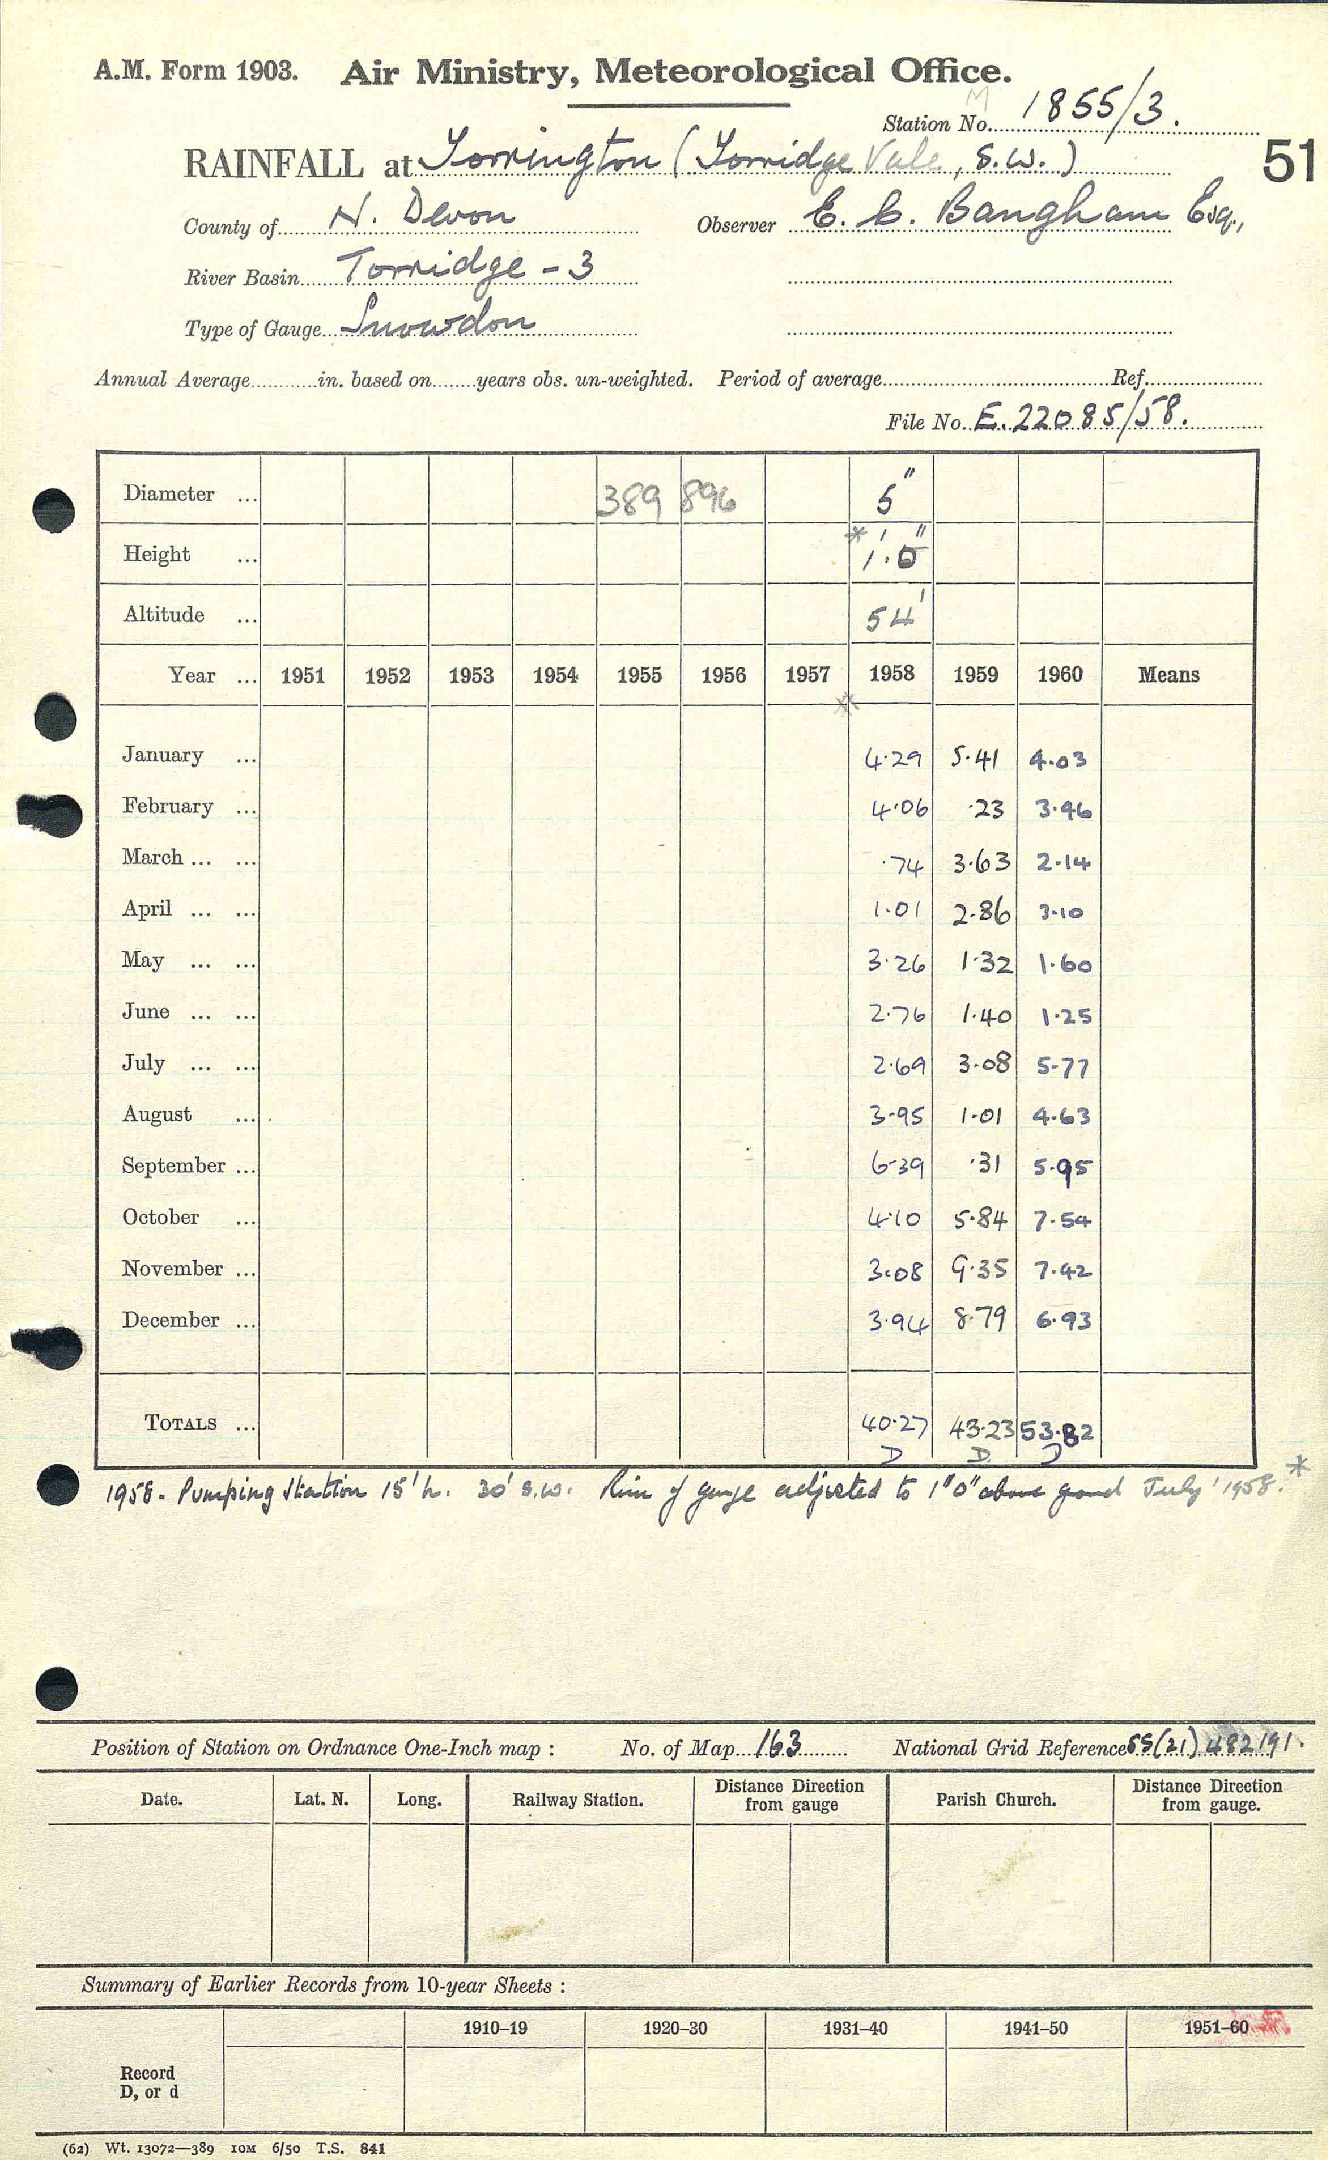 A.M. Form 1903. Air Ministry, Meteorological Office.
M
Station No. 1855/3.
RAINFALL at Torrington (Torridge Vale, S.W.)
51
County of N. Devon Observer E. C. Bangham Esq.,
River Basin Torridge - 3
Type of Gauge Snowdon
Annual Average............in. based on.......years obs. un-weighted. Period of average............Ref............
File No. E.22085/58.
Diameter ... 389 896 5"
Height ... * 1'.0"
Altitude ... 54'
Year ... 1951 1952 1953 1954 1955 1956 1957 1958 1959 1960 Means
**
January ... 4.29 5.41 4.03
February ... 4.06 .23 3.46
March ... ... .74 3.63 2.14
April ... ... 1.01 2.86 3.10
May ... ... 3.26 1.32 1.60
June ... ... 2.76 1.40 1.25
July ... ... 2.69 3.08 5.77
August ... 3.95 1.01 4.63
September ... 6.39 .31 5.95
October ... 4.10 5.84 7.54
November ... 3.08 9.35 7.42
December ... 3.94 8.79 6.93
TOTALS ... 40.27 43.23 53.82
D D D
1958. Pumping Station 15' h. 30' S.W. Rim of gauge adjusted to 1"0" above grond July 1958. *
Position of Station on Ordnance One-Inch map : No. of Map 163 National Grid Reference SS(21) 482191.
Date. Lat. N. Long. Railway Station. Distance Direction from gauge Parish Church. Distance Direction from gauge.
Summary of Earlier Records from 10-year Sheets :
1910–19 1920–30 1931–40 1941–50 1951–60
Record
D, or d
(62) Wt. 13072—389 10M 6/50 T.S. 841